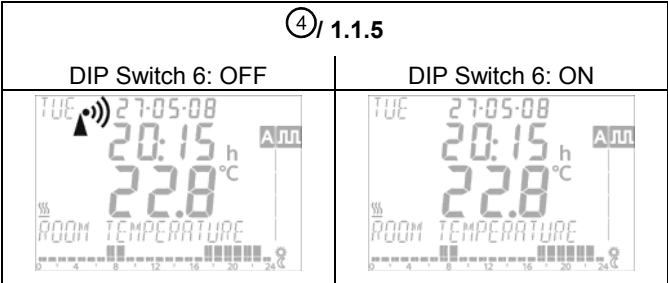 ④/ 1.1.5
DIP Switch 6: OFF
DIP Switch 6: ON
TUE 27-05-08
20:15 h
A
22.8 °C
ROOM TEMPERATURE
0 4 8 12 16 20 24
TUE 27-05-08
20:15 h
A
22.8 °C
ROOM TEMPERATURE
0 4 8 12 16 20 24